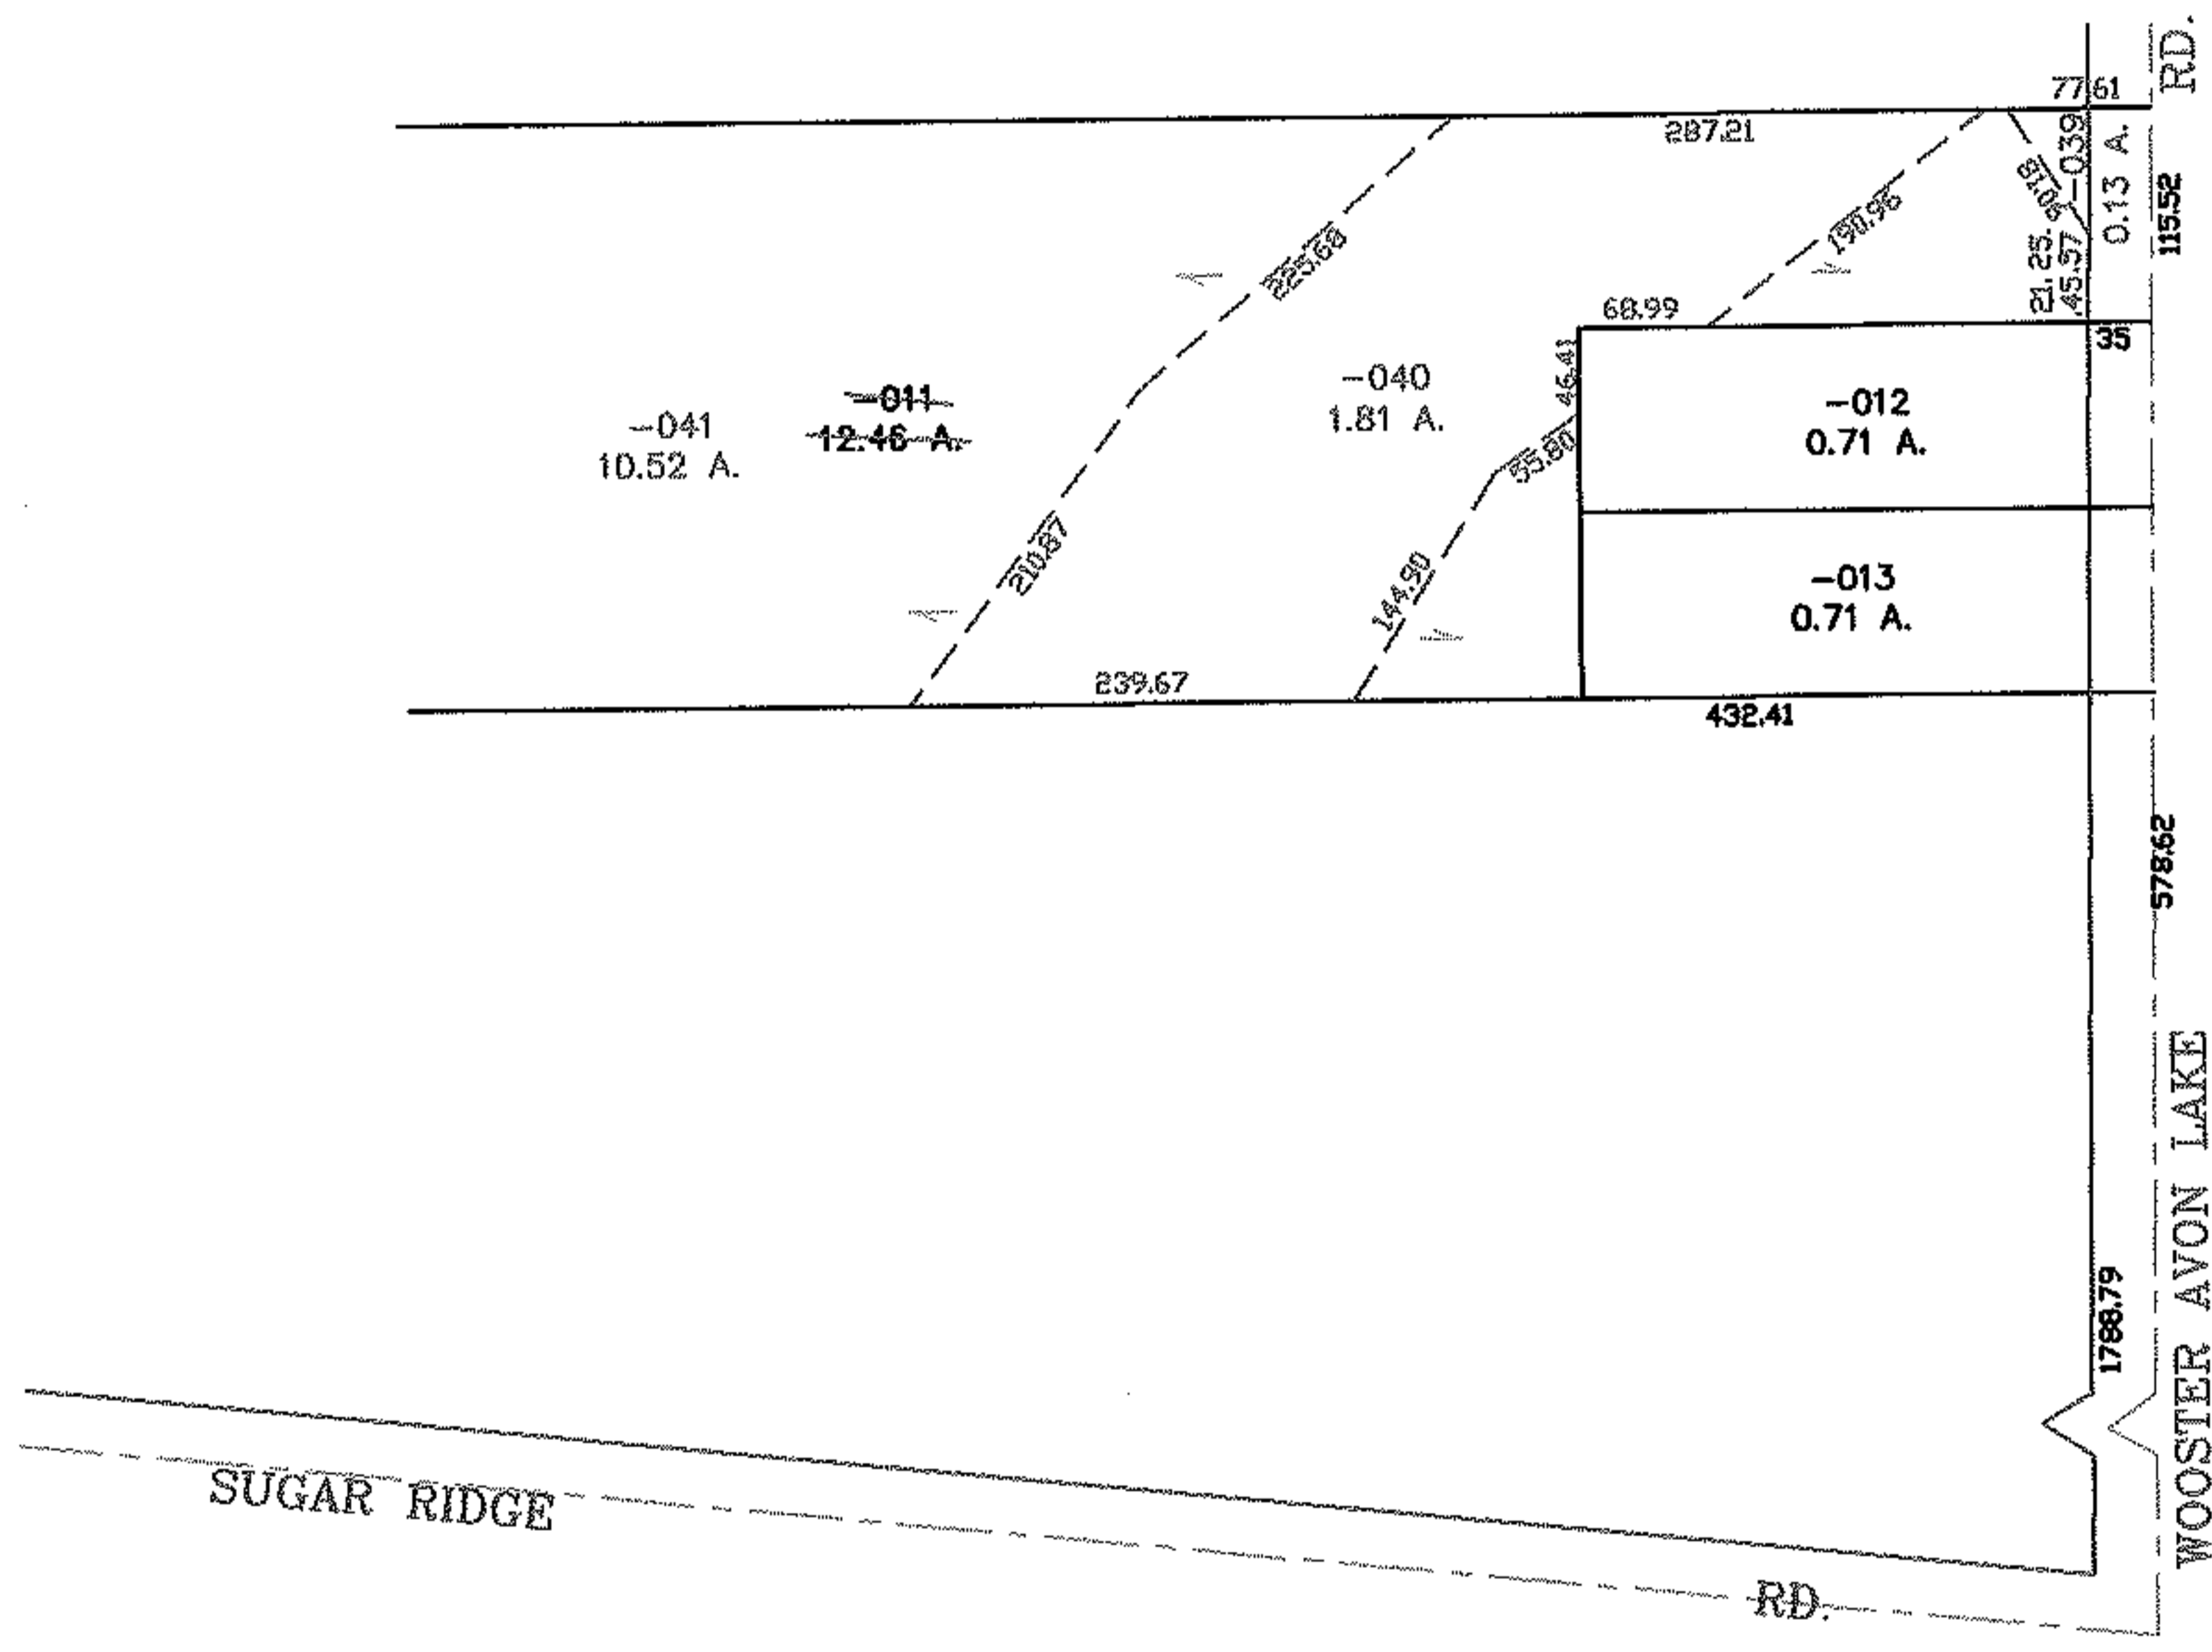 RD.
77.61
287.21
-039
0.13 A.
115.52
81.06
190.96
225.68
21.25
45.97
68.99
35
46.41
-040
1.81 A.
-011
12.46 A.
-041
10.52 A.
-012
0.71 A.
55.80
210.87
144.90
-013
0.71 A.
239.67
432.41
578.62
1788.79
WOOSTER AVON LAKE
SUGAR RIDGE
RD.